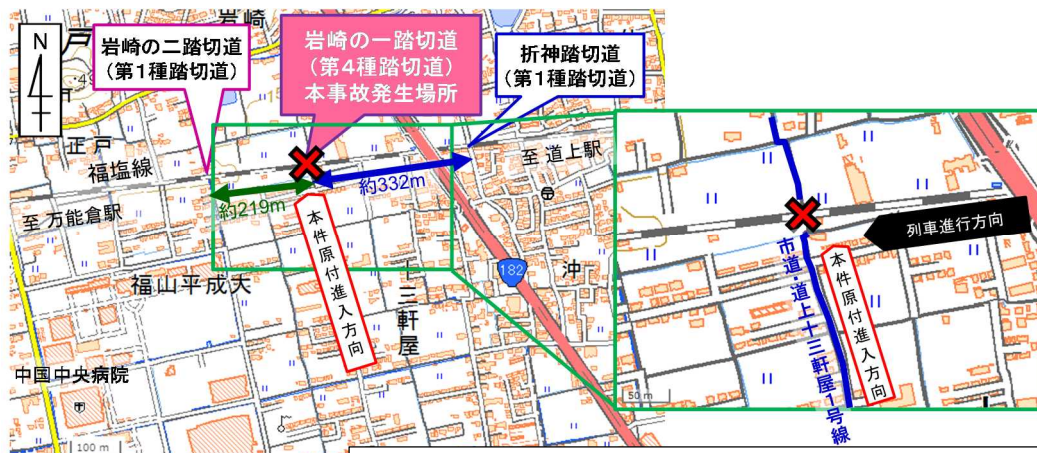 N
岩崎
戸
岩崎の二踏切道
（第１種踏切道）
岩崎の一踏切道
（第４種踏切道）
本事故発生場所
折神踏切道
（第１種踏切道）
正戸
福塩線
至 道上駅
約332m
約219m
至 万能倉駅
本件原付進入方向
182
沖
福山平成大
十三軒屋
中国中央病院
100 m
列車進行方向
市道・道上十三軒屋１号線
本件原付進入方向
50 m